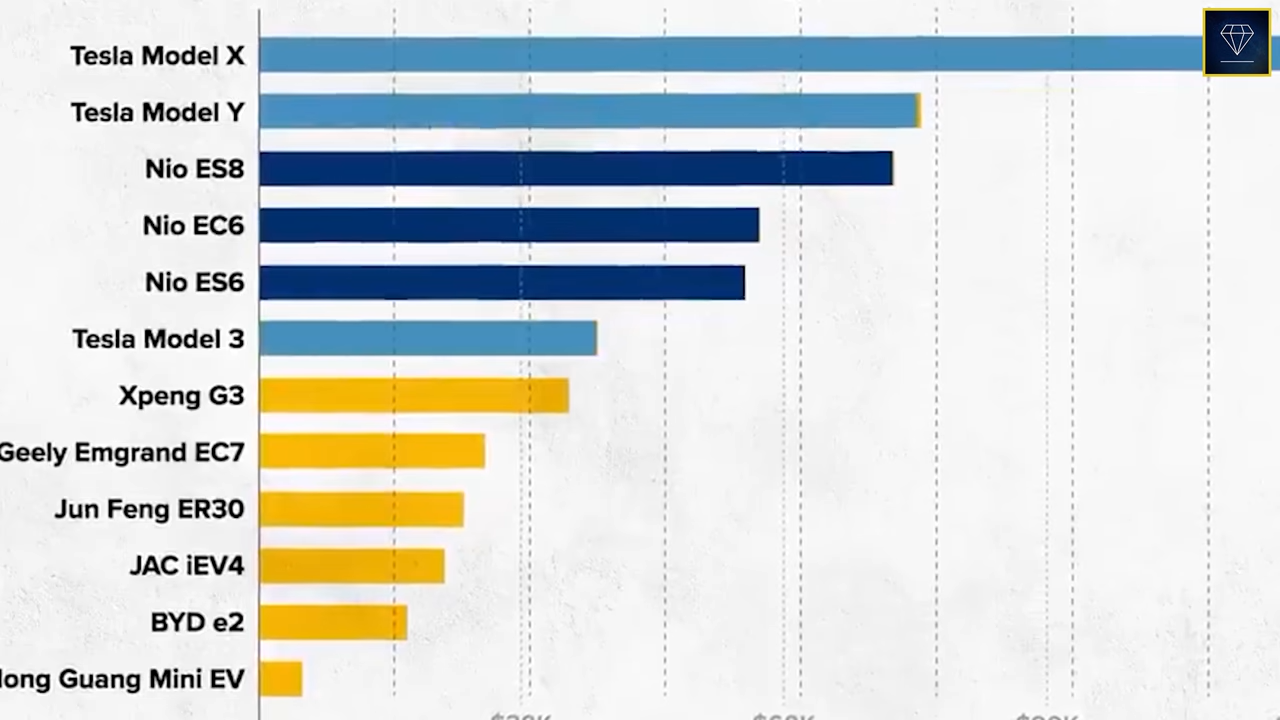 Tesla Model X
Tesla Model Y
Nio ES8
Nio EC6
Nio ES6
Tesla Model 3
Xpeng G3
Geely Emgrand EC7
Jun Feng ER30
JAC iEV4
BYD e2
Guang Mini EV